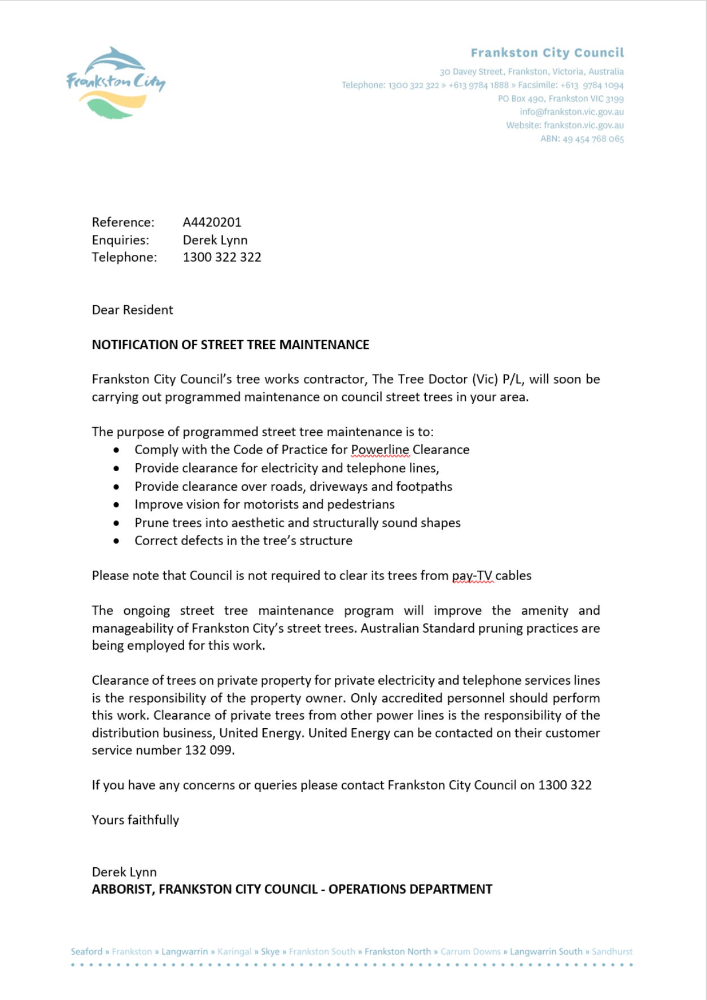 Frankston City
Frankston City Council
30 Davey Street, Frankston, Victoria, Australia
Telephone: 1300 322 322 » +613 9784 1888 » Facsimile: +613 9784 1094
PO Box 490, Frankston VIC 3199
info@frankston.vic.gov.au
Website: frankston.vic.gov.au
ABN: 49 454 768 065
Reference: A4420201
Enquiries: Derek Lynn
Telephone: 1300 322 322
Dear Resident
NOTIFICATION OF STREET TREE MAINTENANCE
Frankston City Council’s tree works contractor, The Tree Doctor (Vic) P/L, will soon be
carrying out programmed maintenance on council street trees in your area.
The purpose of programmed street tree maintenance is to:
• Comply with the Code of Practice for Powerline Clearance
• Provide clearance for electricity and telephone lines,
• Provide clearance over roads, driveways and footpaths
• Improve vision for motorists and pedestrians
• Prune trees into aesthetic and structurally sound shapes
• Correct defects in the tree’s structure
Please note that Council is not required to clear its trees from pay-TV cables
The ongoing street tree maintenance program will improve the amenity and
manageability of Frankston City’s street trees. Australian Standard pruning practices are
being employed for this work.
Clearance of trees on private property for private electricity and telephone services lines
is the responsibility of the property owner. Only accredited personnel should perform
this work. Clearance of private trees from other power lines is the responsibility of the
distribution business, United Energy. United Energy can be contacted on their customer
service number 132 099.
If you have any concerns or queries please contact Frankston City Council on 1300 322
Yours faithfully
Derek Lynn
ARBORIST, FRANKSTON CITY COUNCIL - OPERATIONS DEPARTMENT
Seaford » Frankston » Langwarrin » Karingal » Skye » Frankston South » Frankston North » Carrum Downs » Langwarrin South » Sandhurst